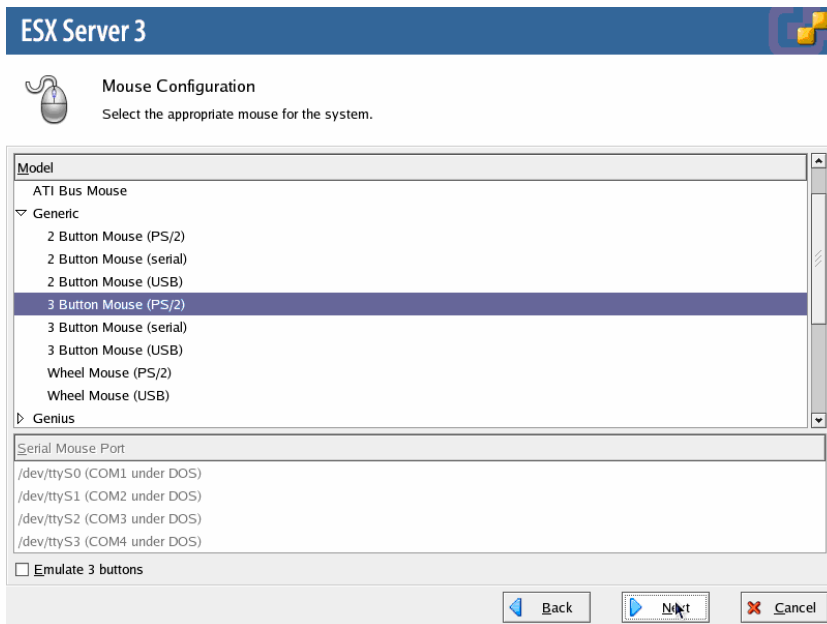 ESX Server 3
Mouse Configuration
Select the appropriate mouse for the system.
Model
ATI Bus Mouse
Generic
2 Button Mouse (PS/2)
2 Button Mouse (serial)
2 Button Mouse (USB)
3 Button Mouse (PS/2)
3 Button Mouse (serial)
3 Button Mouse (USB)
Wheel Mouse (PS/2)
Wheel Mouse (USB)
Genius
Serial Mouse Port
/dev/ttyS0 (COM1 under DOS)
/dev/ttyS1 (COM2 under DOS)
/dev/ttyS2 (COM3 under DOS)
/dev/ttyS3 (COM4 under DOS)
Emulate 3 buttons
Back
Next
Cancel